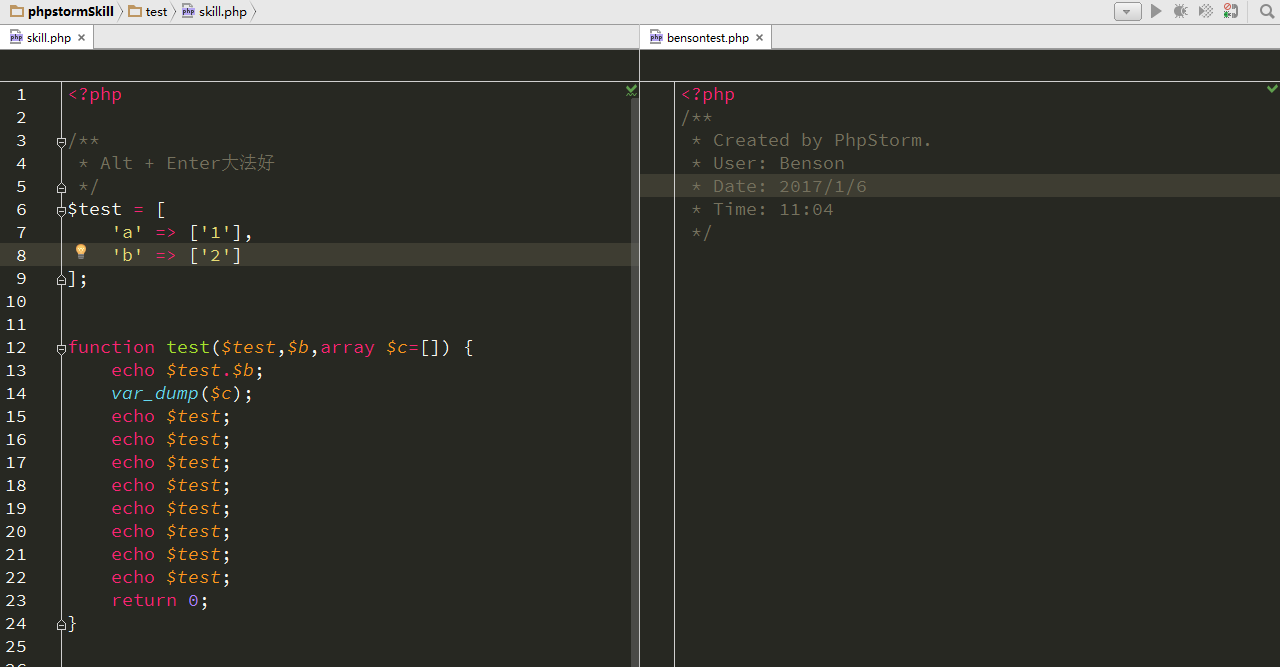 phpstormSkill test skill.php
skill.php
bensontest.php
1 <?php
2
3 /**
4 * Alt + Enter大法好
5 */
6 $test = [
7 'a' => ['1'],
8 'b' => ['2']
9 ];
10
11
12 function test($test,$b,array $c=[]) {
13 echo $test.$b;
14 var_dump($c);
15 echo $test;
16 echo $test;
17 echo $test;
18 echo $test;
19 echo $test;
20 echo $test;
21 echo $test;
22 echo $test;
23 return 0;
24 }
25
<?php
/**
* Created by PhpStorm.
* User: Benson
* Date: 2017/1/6
* Time: 11:04
*/